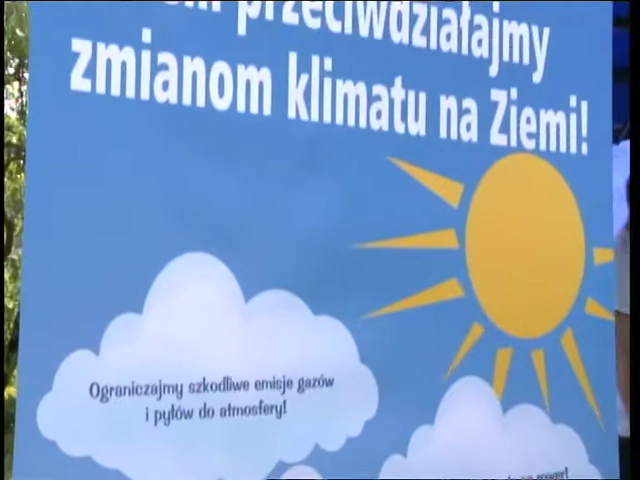 przeciwdziałajmy
zmianom klimatu na Ziemi!
Ograniczajmy szkodliwe emisje gazów
i pyłów do atmosfery!